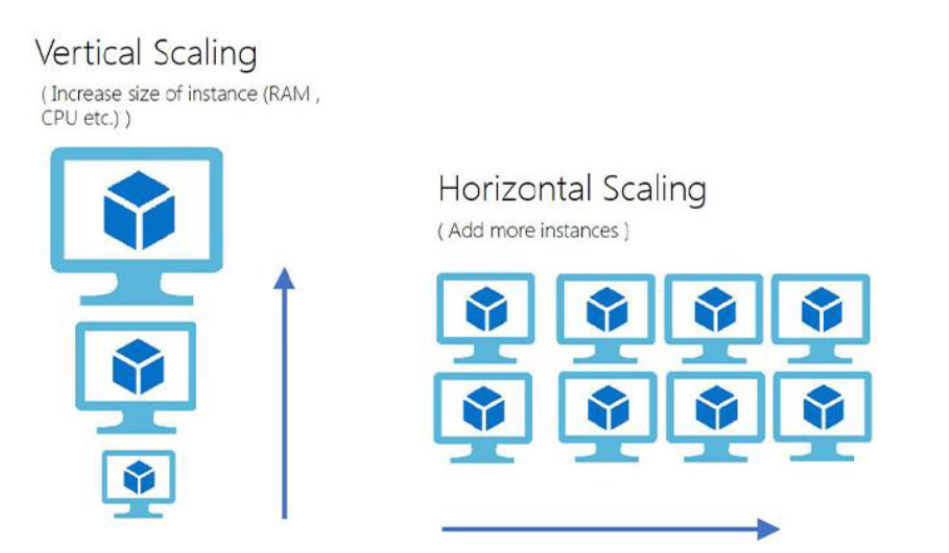 Vertical Scaling
( Increase size of instance (RAM ,
CPU etc.) )
Horizontal Scaling
( Add more instances )